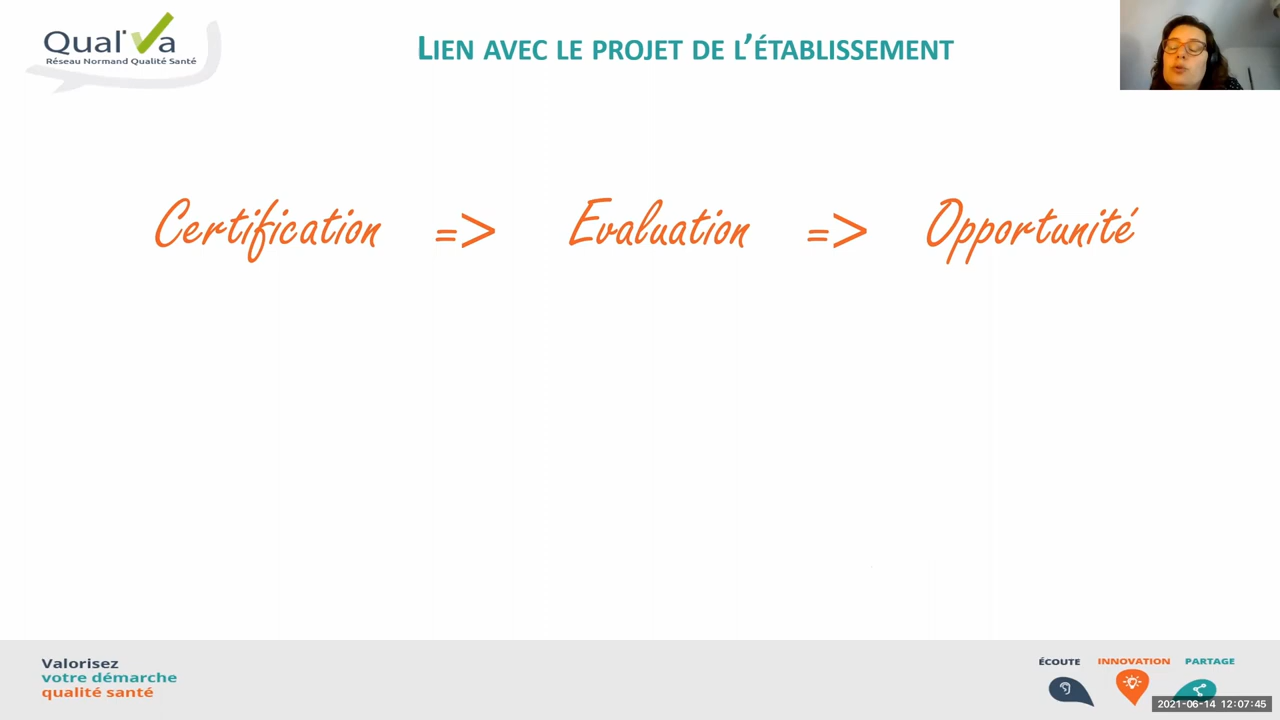 Qual'Va
Réseau Normand Qualité Santé
LIEN AVEC LE PROJET DE L'ÉTABLISSEMENT
Certification => Evaluation => Opportunité
Valorisez
votre démarche
qualité santé
ÉCOUTE INNOVATION PARTAGE
2021-06-14 12:07:45